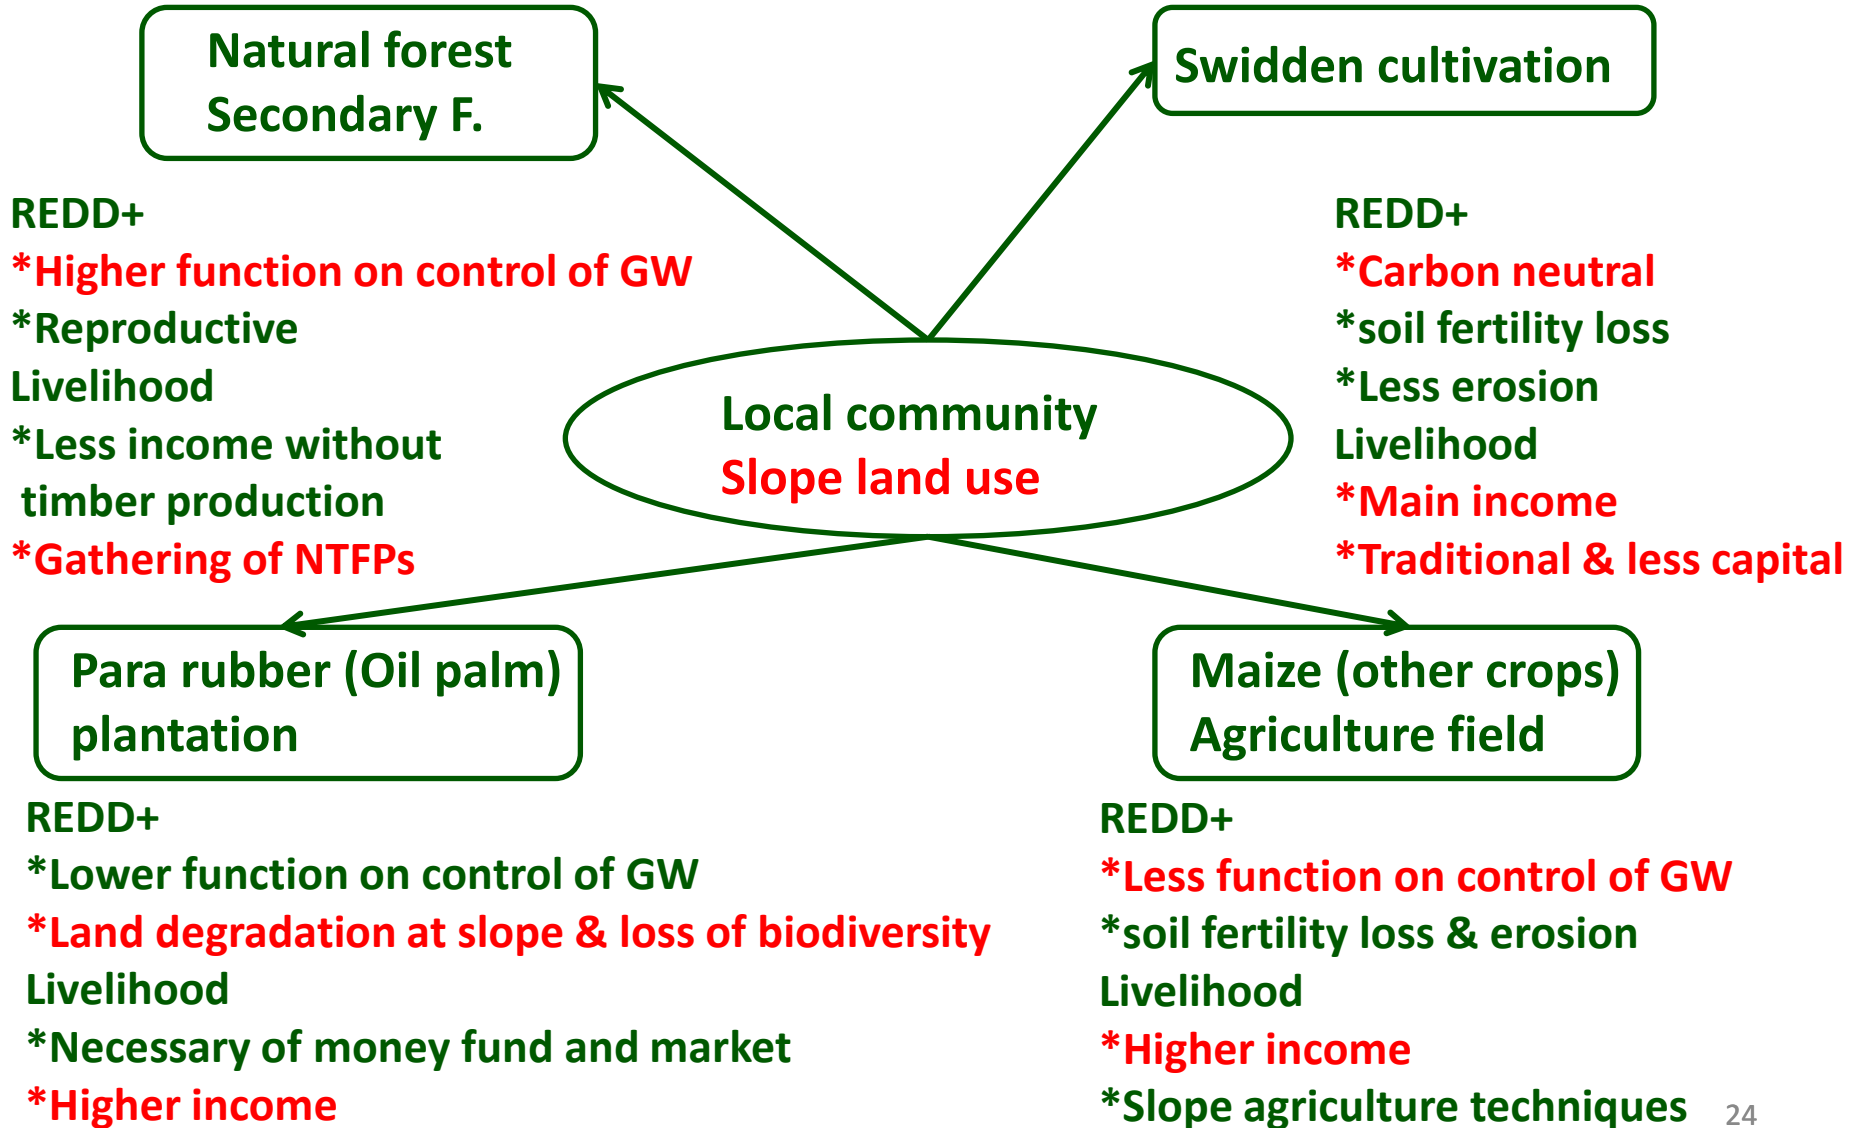 Natural forest
Secondary F.
Swidden cultivation
REDD+
*Higher function on control of GW
*Reproductive
Livelihood
*Less income without
timber production
*Gathering of NTFPs
REDD+
*Carbon neutral
*soil fertility loss
*Less erosion
Livelihood
*Main income
*Traditional & less capital
Local community
Slope land use
Para rubber (Oil palm)
plantation
Maize (other crops)
Agriculture field
REDD+
*Lower function on control of GW
*Land degradation at slope & loss of biodiversity
Livelihood
*Necessary of money fund and market
*Higher income
REDD+
*Less function on control of GW
*soil fertility loss & erosion
Livelihood
*Higher income
*Slope agriculture techniques
24